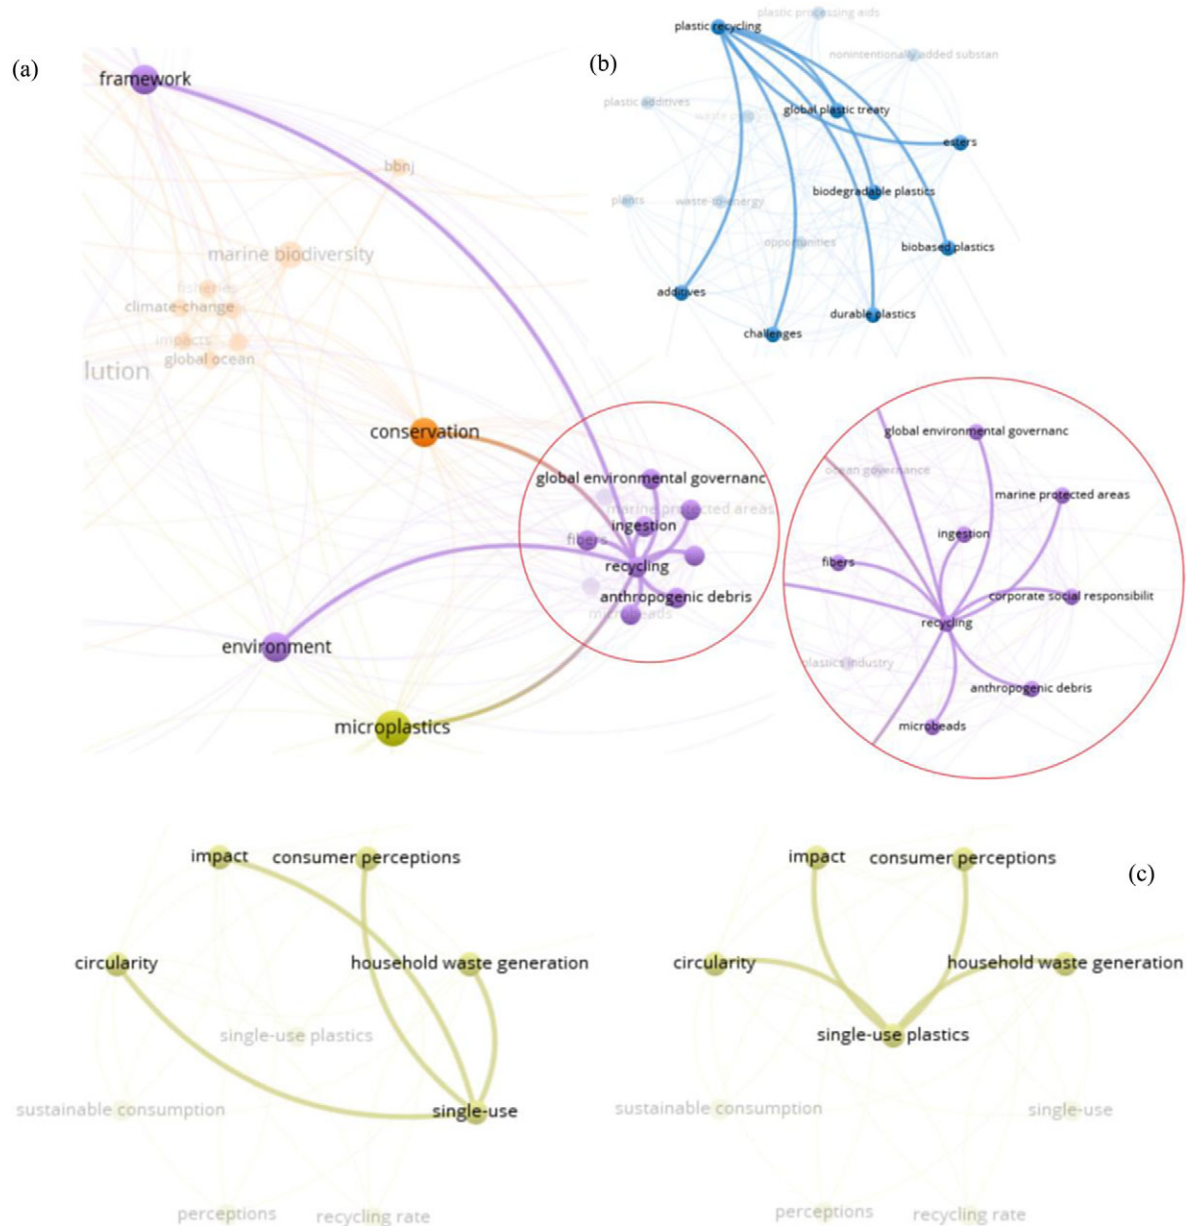 (a)
framework
bbnj
marine biodiversity
fisheries
climate-change
impacts
global ocean
lution
conservation
global environmental governanc
marine protected areas
ingestion
fibers
recycling
anthropogenic debris
microbeads
environment
microplastics
(b)
plastic processing aids
plastic recycling
nonintentionally added substan
plastic additives
global plastic treaty
esters
biodegradable plastics
plants
waste-to-energy
opportunities
biobased plastics
additives
durable plastics
challenges
global environmental governanc
ocean governance
marine protected areas
ingestion
fibers
corporate social responsibilit
recycling
plastics industry
anthropogenic debris
microbeads
impact
consumer perceptions
circularity
household waste generation
single-use plastics
sustainable consumption
single-use
perceptions
recycling rate
(c)
impact
consumer perceptions
circularity
household waste generation
single-use plastics
sustainable consumption
single-use
perceptions
recycling rate